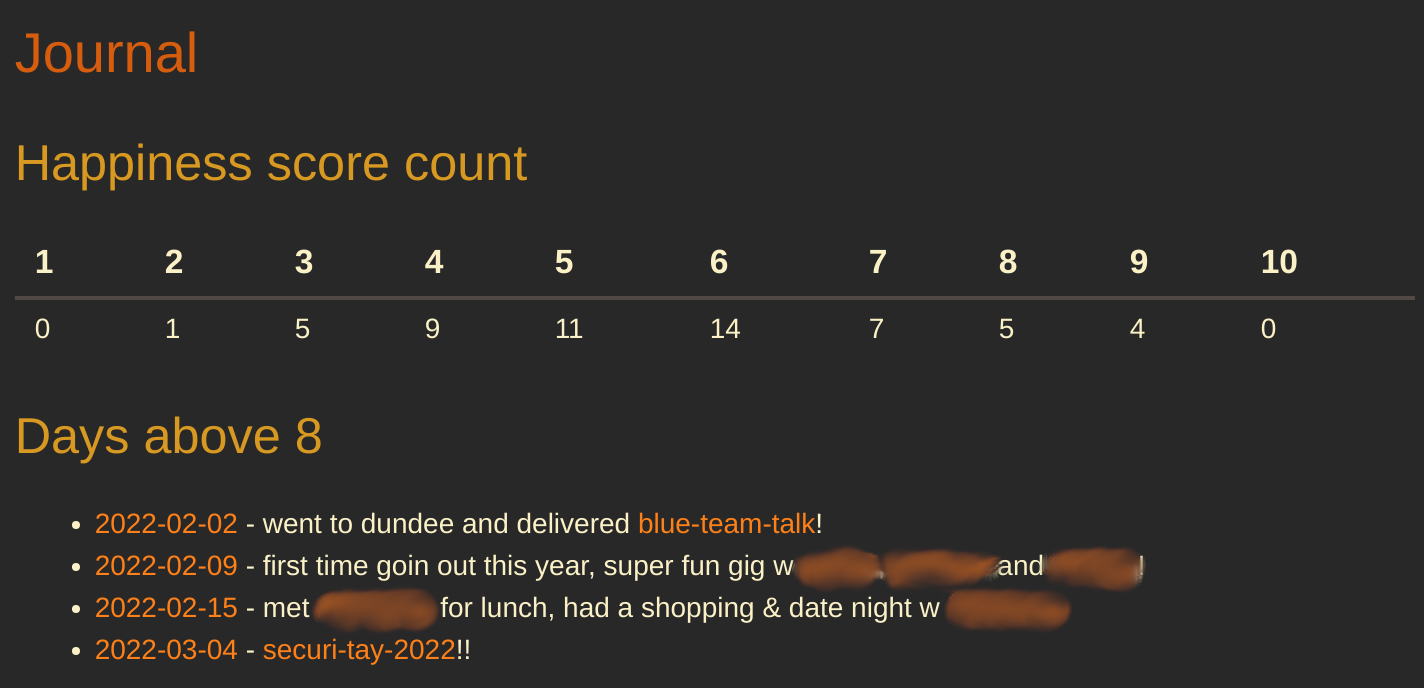 Journal
Happiness score count
1 2 3 4 5 6 7 8 9 10
0 1 5 9 11 14 7 5 4 0
Days above 8
• 2022-02-02 - went to dundee and delivered blue-team-talk!
• 2022-02-09 - first time goin out this year, super fun gig w and !
• 2022-02-15 - met for lunch, had a shopping & date night w
• 2022-03-04 - securi-tay-2022!!